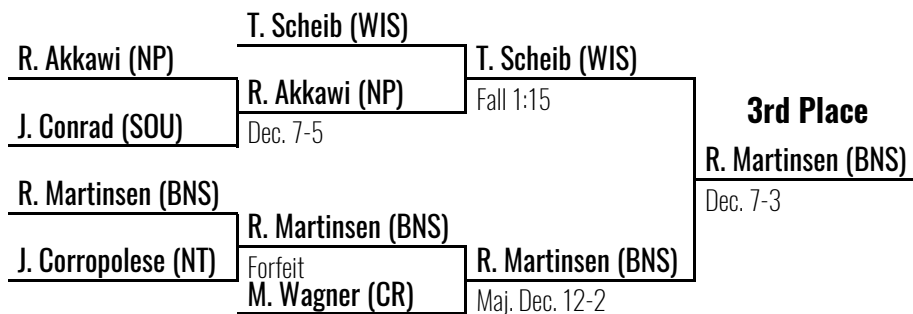 T. Scheib (WIS)
R. Akkawi (NP)
T. Scheib (WIS)
R. Akkawi (NP)
Fall 1:15
3rd Place
J. Conrad (SOU)
Dec. 7-5
R. Martinsen (BNS)
R. Martinsen (BNS)
Dec. 7-3
R. Martinsen (BNS)
J. Corropolese (NT)
Forfeit
R. Martinsen (BNS)
M. Wagner (CR)
Maj. Dec. 12-2